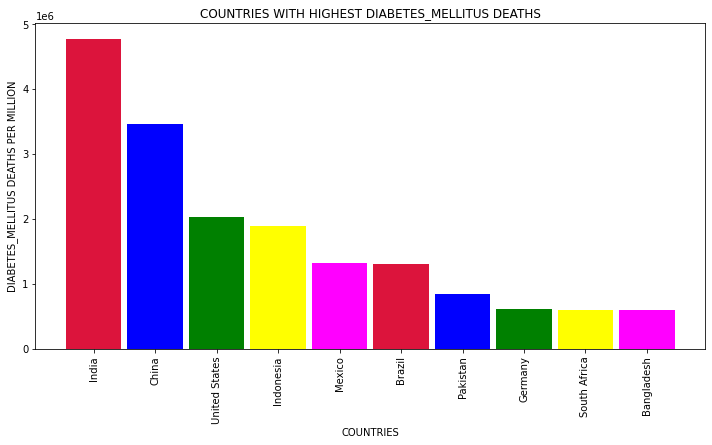 COUNTRIES WITH HIGHEST DIABETES_MELLITUS DEATHS
1e6
5
4
3
2
1
0
DIABETES_MELLITUS DEATHS PER MILLION
India
China
United States
Indonesia
Mexico
Brazil
Pakistan
Germany
South Africa
Bangladesh
COUNTRIES